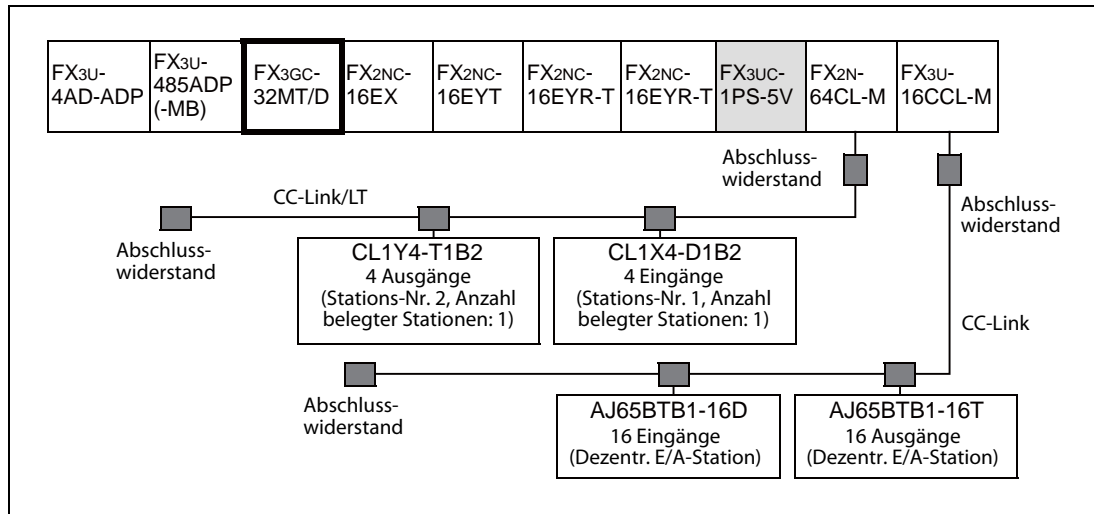 FX3U-
4AD-ADP
FX3U-
485ADP
(-MB)
FX3GC-
32MT/D
FX2NC-
16EX
FX2NC-
16EYT
FX2NC-
16EYR-T
FX2NC-
16EYR-T
FX3UC-
1PS-5V
FX2N-
64CL-M
FX3U-
16CCL-M
Abschluss-
widerstand
Abschluss-
widerstand
CC-Link/LT
Abschluss-
widerstand
CL1Y4-T1B2
4 Ausgänge
(Stations-Nr. 2, Anzahl
belegter Stationen: 1)
CL1X4-D1B2
4 Eingänge
(Stations-Nr. 1, Anzahl
belegter Stationen: 1)
CC-Link
Abschluss-
widerstand
AJ65BTB1-16D
16 Eingänge
(Dezentr. E/A-Station)
AJ65BTB1-16T
16 Ausgänge
(Dezentr. E/A-Station)